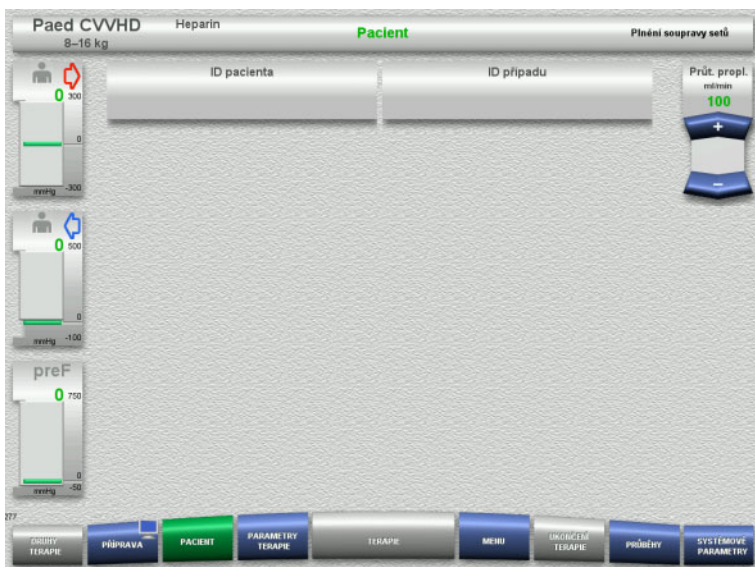 Paed CVVHD
Heparin
Pacient
Plnění soupravy setů
8–16 kg
ID pacienta
ID případu
Průt. propl.
ml/min
100
+
−
0
300
0
-300
mmHg
0
500
0
-100
mmHg
preF
0
750
0
-50
mmHg
277
DRUHY
TERAPIE
PŘÍPRAVA
PACIENT
PARAMETRY
TERAPIE
TERAPIE
MENU
UKONČENÍ
TERAPIE
PRŮBĚHY
SYSTÉMOVÉ
PARAMETRY